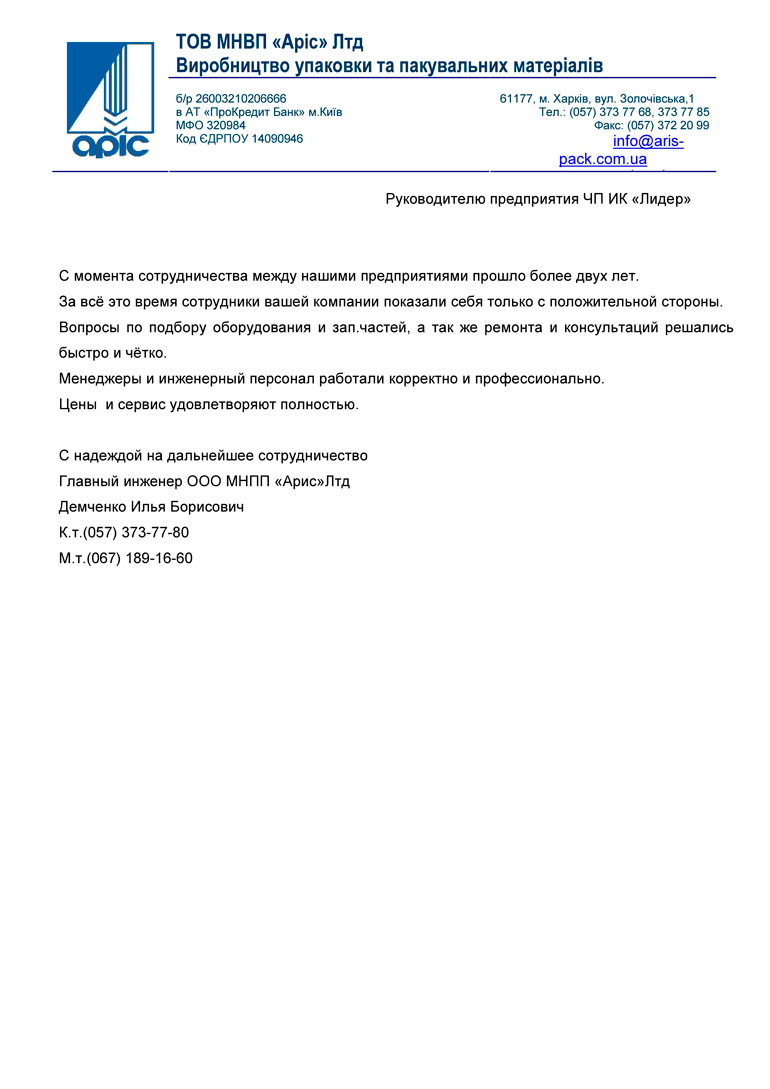 ТОВ МНВП «Аріс» Лтд
Виробництво упаковки та пакувальних матеріалів
аріс
б/р 26003210206666
в АТ «ПроКредит Банк» м.Київ
МФО 320984
Код ЄДРПОУ 14090946
61177, м. Харків, вул. Золочівська,1
Тел.: (057) 373 77 68, 373 77 85
Факс: (057) 372 20 99
info@aris-
pack.com.ua
Руководителю предприятия ЧП ИК «Лидер»
С момента сотрудничества между нашими предприятиями прошло более двух лет.
За всё это время сотрудники вашей компании показали себя только с положительной стороны.
Вопросы по подбору оборудования и зап.частей, а так же ремонта и консультаций решались
быстро и чётко.
Менеджеры и инженерный персонал работали корректно и профессионально.
Цены  и сервис удовлетворяют полностью.
С надеждой на дальнейшее сотрудничество
Главный инженер ООО МНПП «Арис»Лтд
Демченко Илья Борисович
К.т.(057) 373-77-80
М.т.(067) 189-16-60